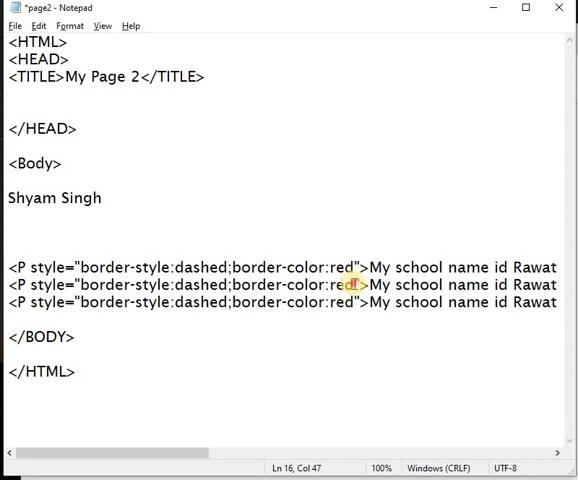 *page2 - Notepad
File Edit Format View Help
<HTML>
<HEAD>
<TITLE>My Page 2</TITLE>
</HEAD>
<Body>
Shyam Singh
<P style="border-style:dashed;border-color:red">My school name id Rawat
<P style="border-style:dashed;border-color:red">My school name id Rawat
<P style="border-style:dashed;border-color:red">My school name id Rawat
</BODY>
</HTML>
Ln 16, Col 47 100% Windows (CRLF) UTF-8